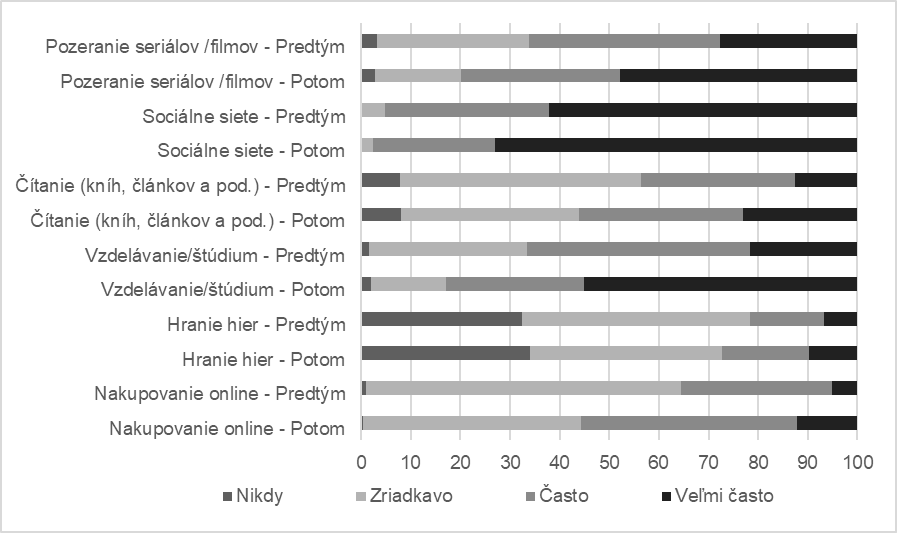 Pozeranie seriálov /filmov - Predtým
Pozeranie seriálov /filmov - Potom
Sociálne siete - Predtým
Sociálne siete - Potom
Čítanie (kníh, článkov a pod.) - Predtým
Čítanie (kníh, článkov a pod.) - Potom
Vzdelávanie/štúdium - Predtým
Vzdelávanie/štúdium - Potom
Hranie hier - Predtým
Hranie hier - Potom
Nakupovanie online - Predtým
Nakupovanie online - Potom
0 10 20 30 40 50 60 70 80 90 100
Nikdy Zriadkavo Často Veľmi často